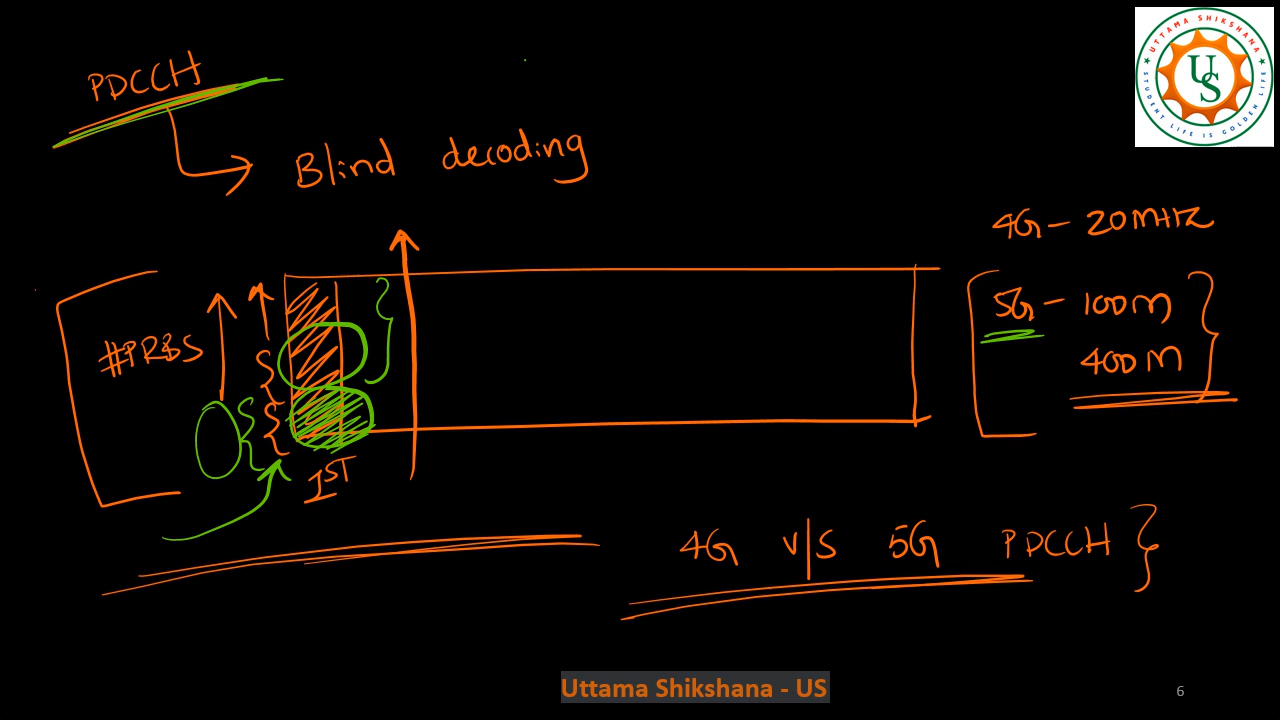 UTTAMA SHIKSHANA
US
STUDENT LIFE IS GOLDEN LIFE
PDCCH
Blind decoding
4G - 20MHz
#PRBS
5G - 100M
400M
1ST
4G V/S 5G PDCCH
Uttama Shikshana - US
6